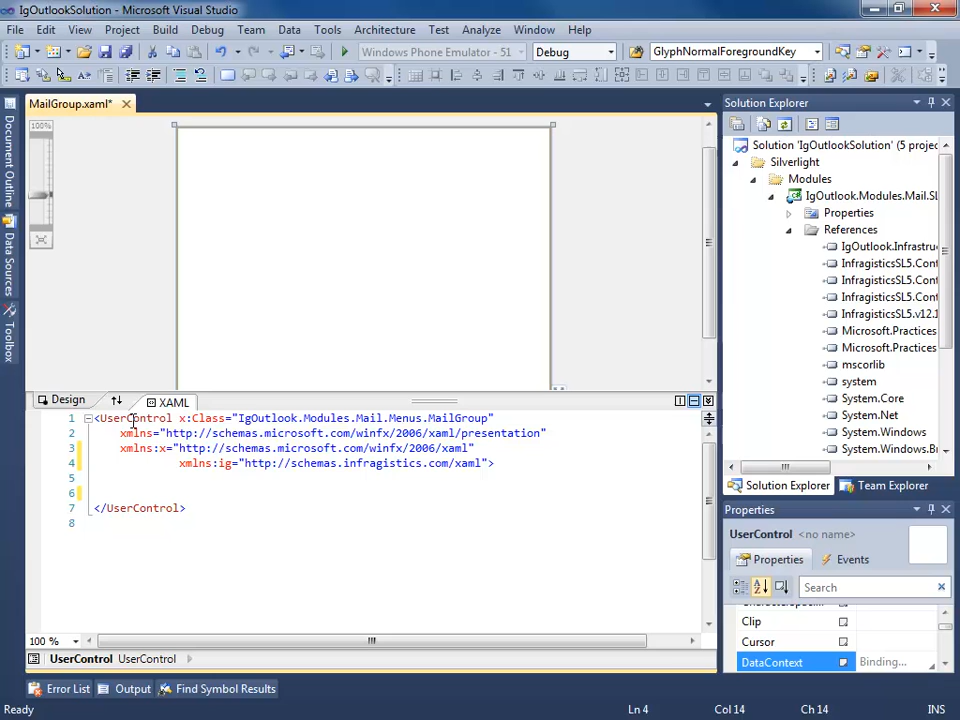 IgOutlookSolution - Microsoft Visual Studio
File Edit View Project Build Debug Team Data Tools Architecture Test Analyze Window Help
Windows Phone Emulator - 51 Debug GlyphNormalForegroundKey
MailGroup.xaml*
Solution Explorer
Document Outline
Data Sources
Toolbox
100%
Solution 'IgOutlookSolution' (5 projec
Silverlight
Modules
IgOutlook.Modules.Mail.SL
Properties
References
IgOutlook.Infrastruc
InfragisticsSL5.Cont
InfragisticsSL5.Cont
InfragisticsSL5.Cont
InfragisticsSL5.v12.1
Microsoft.Practices
Microsoft.Practices
mscorlib
system
System.Core
System.Net
System.Windows
System.Windows.Br
Solution Explorer Team Explorer
Design XAML
1 <UserControl x:Class="IgOutlook.Modules.Mail.Menus.MailGroup"
2 xmlns="http://schemas.microsoft.com/winfx/2006/xaml/presentation"
3 xmlns:x="http://schemas.microsoft.com/winfx/2006/xaml"
4 xmlns:ig="http://schemas.infragistics.com/xaml">
5
6
7 </UserControl>
8
100 %
UserControl UserControl
Properties
UserControl <no name>
Properties Events
Search
Clip
Cursor
DataContext Binding...
Error List Output Find Symbol Results
Ready Ln 4 Col 14 Ch 14 INS